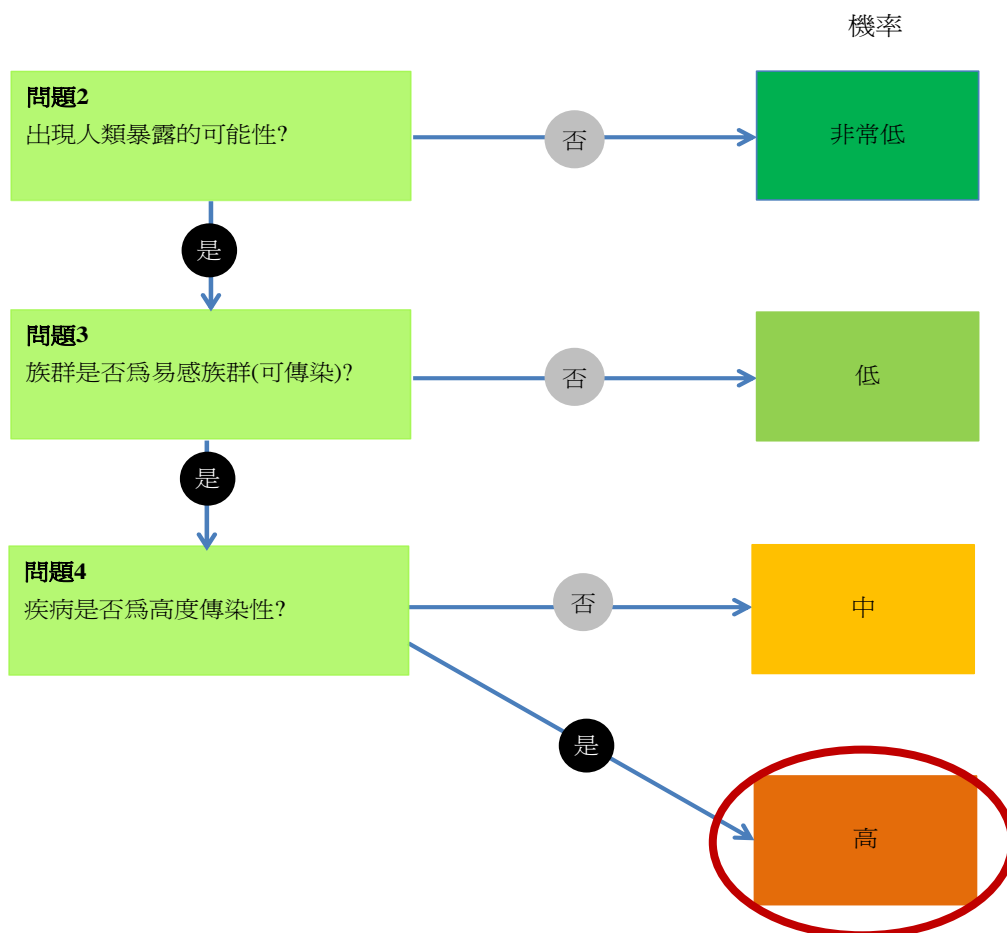 機率
問題2
出現人類暴露的可能性?
否
非常低
是
問題3
族群是否為易感族群(可傳染)?
否
低
是
問題4
疾病是否為高度傳染性?
否
中
是
高